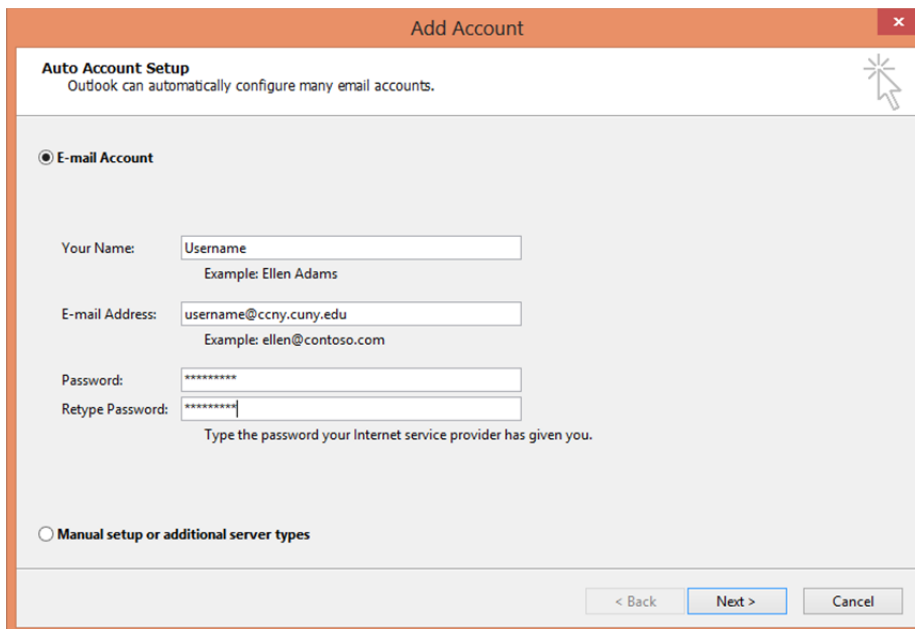 Add Account
x
Auto Account Setup
Outlook can automatically configure many email accounts.
E-mail Account
Your Name: Username
Example: Ellen Adams
E-mail Address: username@ccny.cuny.edu
Example: ellen@contoso.com
Password: *********
Retype Password: *********
Type the password your Internet service provider has given you.
Manual setup or additional server types
< Back Next > Cancel